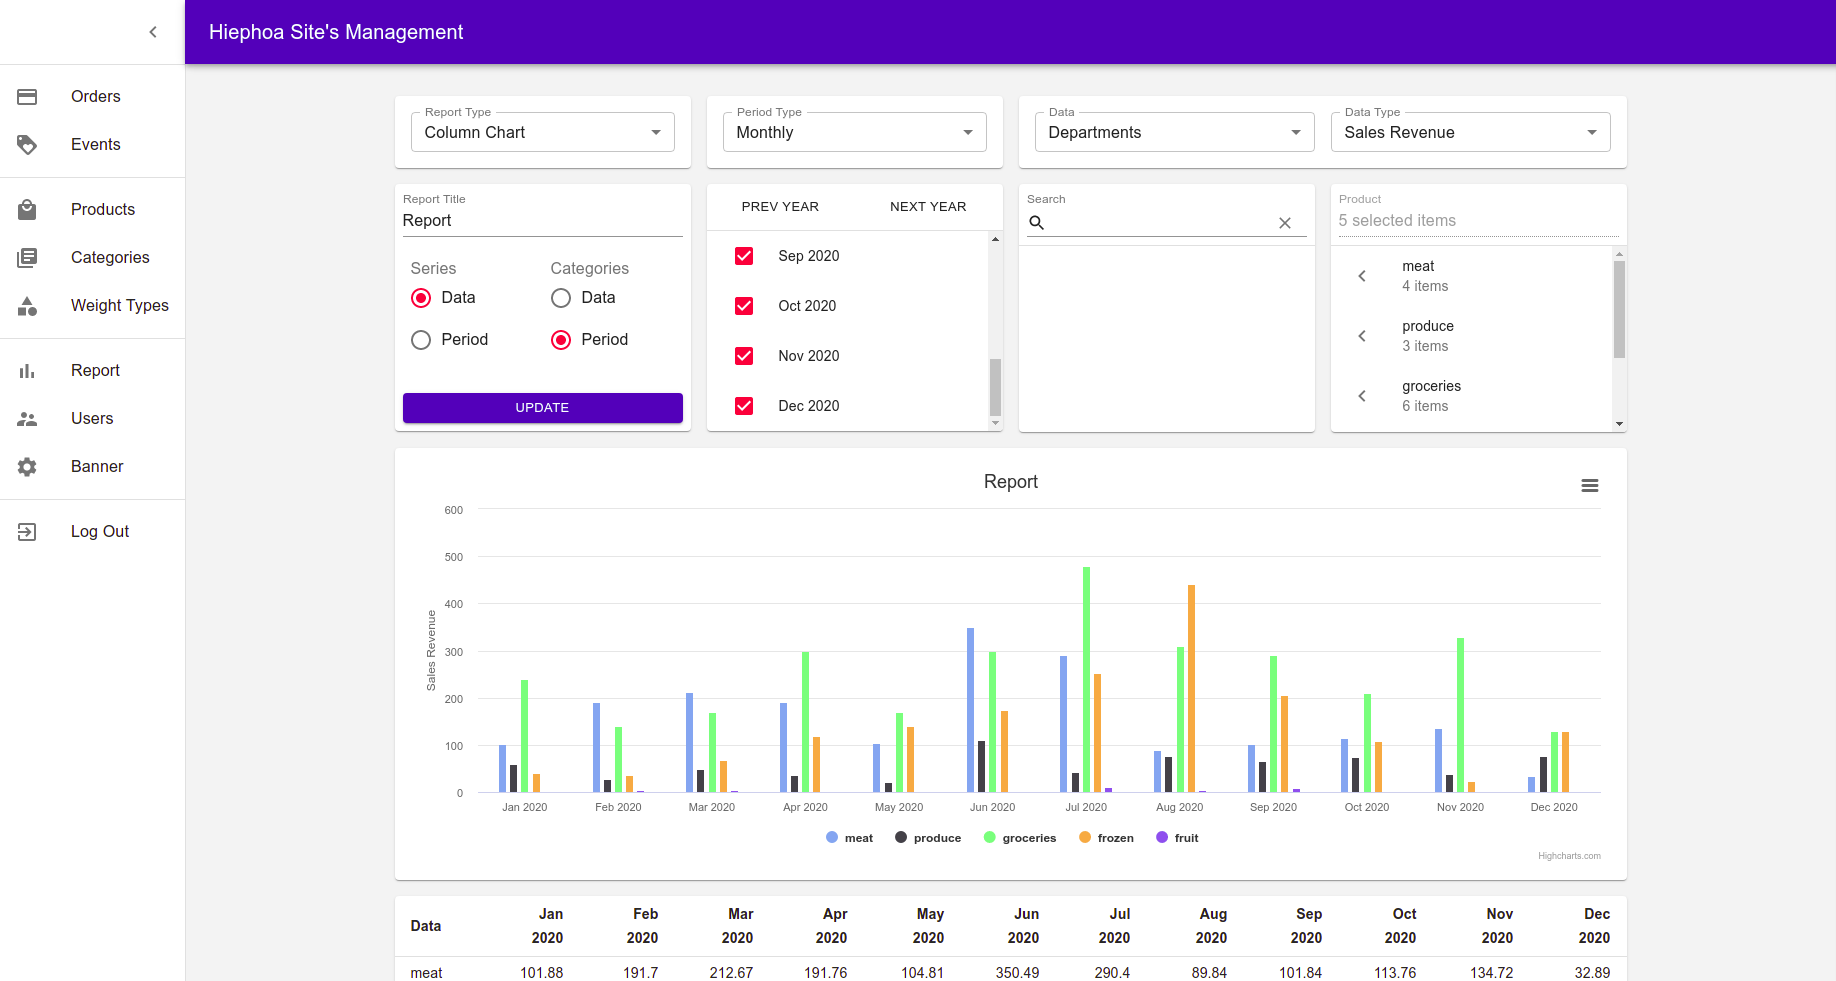 Hiephoa Site's Management
Orders
Events
Products
Categories
Weight Types
Report
Users
Banner
Log Out
Report Type
Column Chart
Period Type
Monthly
Data
Departments
Data Type
Sales Revenue
Report Title
Report
Series
Categories
Data
Data
Period
Period
UPDATE
PREV YEAR
NEXT YEAR
Sep 2020
Oct 2020
Nov 2020
Dec 2020
Search
Product
5 selected items
meat
4 items
produce
3 items
groceries
6 items
Report
Sales Revenue
600
500
400
300
200
100
0
Jan 2020 Feb 2020 Mar 2020 Apr 2020 May 2020 Jun 2020 Jul 2020 Aug 2020 Sep 2020 Oct 2020 Nov 2020 Dec 2020
meat produce groceries frozen fruit
Highcharts.com
Data Jan 2020 Feb 2020 Mar 2020 Apr 2020 May 2020 Jun 2020 Jul 2020 Aug 2020 Sep 2020 Oct 2020 Nov 2020 Dec 2020
meat 101.88 191.7 212.67 191.76 104.81 350.49 290.4 89.84 101.84 113.76 134.72 32.89